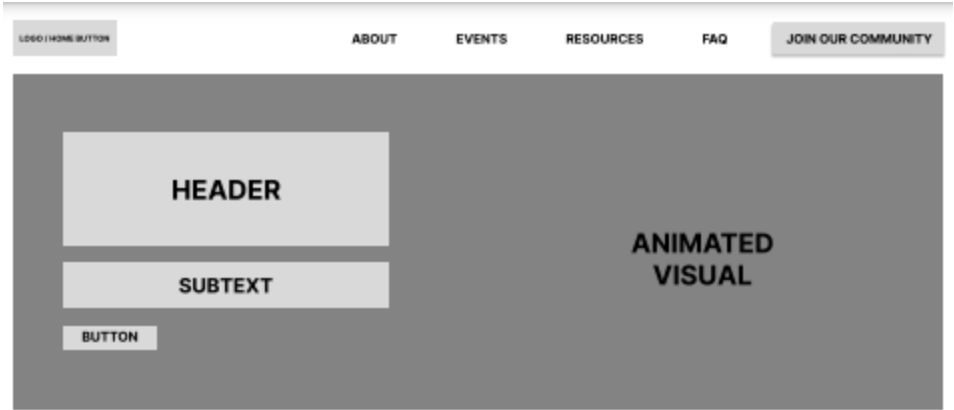 LOGO / HOME BUTTON
ABOUT
EVENTS
RESOURCES
FAQ
JOIN OUR COMMUNITY
HEADER
SUBTEXT
BUTTON
ANIMATED
VISUAL